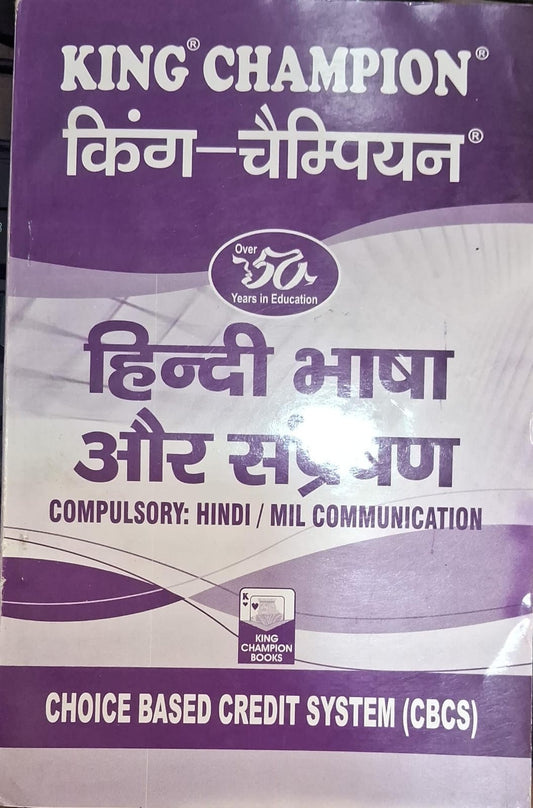 KING® CHAMPION®
किंग–चैम्पियन®
Over
50
Years in Education
हिन्दी भाषा
और संप्रेषण
COMPULSORY: HINDI / MIL COMMUNICATION
K
KING
CHAMPION
BOOKS
CHOICE BASED CREDIT SYSTEM (CBCS)